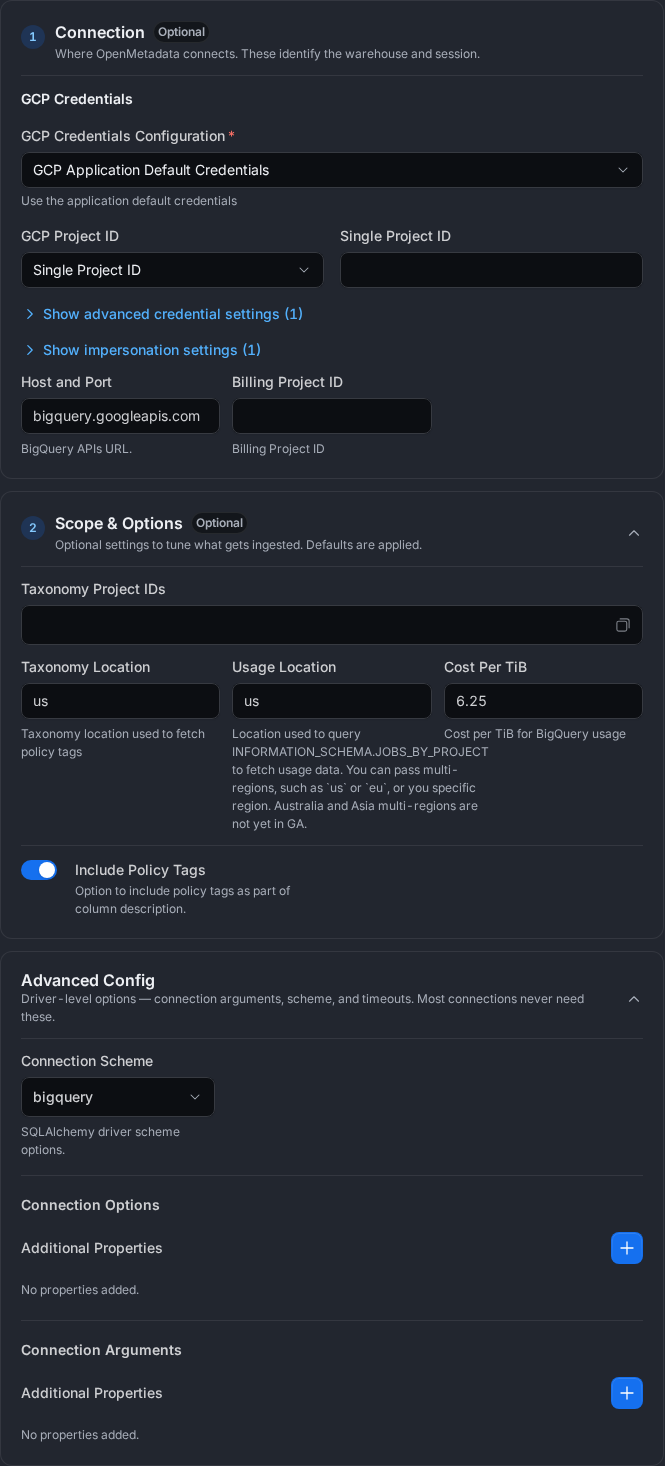 1 Connection Optional
Where OpenMetadata connects. These identify the warehouse and session.
GCP Credentials
GCP Credentials Configuration *
GCP Application Default Credentials
Use the application default credentials
GCP Project ID Single Project ID
Single Project ID
Show advanced credential settings (1)
Show impersonation settings (1)
Host and Port Billing Project ID
bigquery.googleapis.com
BigQuery APIs URL. Billing Project ID
2 Scope & Options Optional
Optional settings to tune what gets ingested. Defaults are applied.
Taxonomy Project IDs
Taxonomy Location Usage Location Cost Per TiB
us us 6.25
Taxonomy location used to fetch
policy tags
Location used to query
INFORMATION_SCHEMA.JOBS_BY_PROJECT
to fetch usage data. You can pass multi-
regions, such as `us` or `eu`, or you specific
region. Australia and Asia multi-regions are
not yet in GA.
Cost per TiB for BigQuery usage
Include Policy Tags
Option to include policy tags as part of
column description.
Advanced Config
Driver-level options — connection arguments, scheme, and timeouts. Most connections never need
these.
Connection Scheme
bigquery
SQLAlchemy driver scheme
options.
Connection Options
Additional Properties
No properties added.
Connection Arguments
Additional Properties
No properties added.